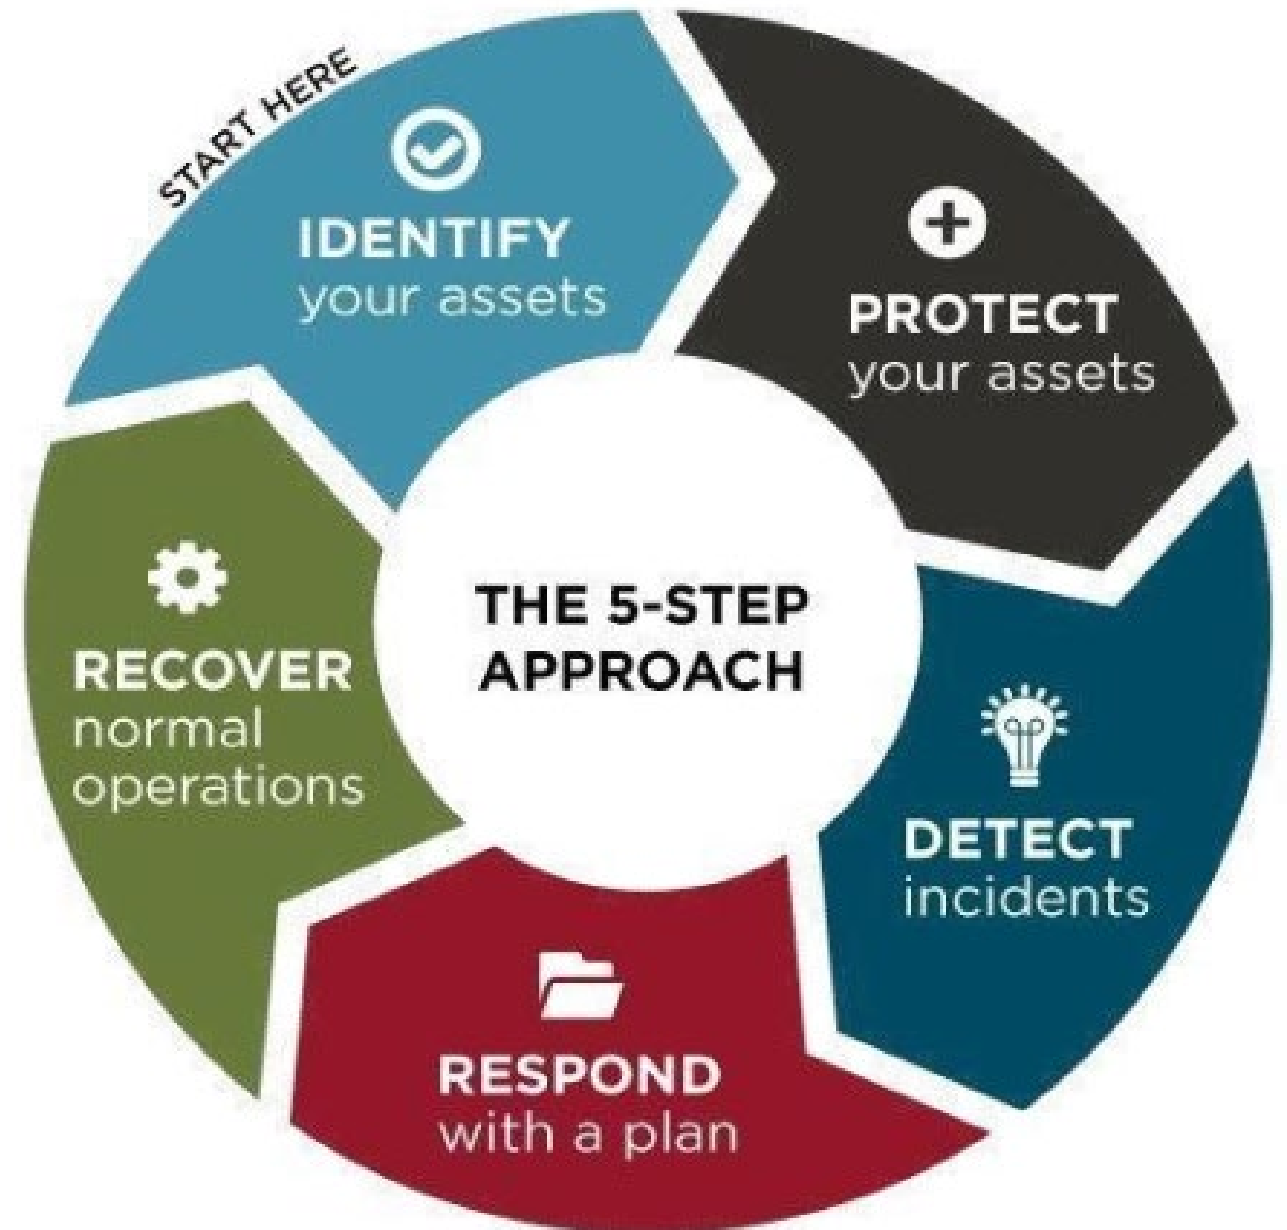 START HERE
IDENTIFY
your assets
PROTECT
your assets
DETECT
incidents
RESPOND
with a plan
RECOVER
normal
operations
THE 5-STEP
APPROACH